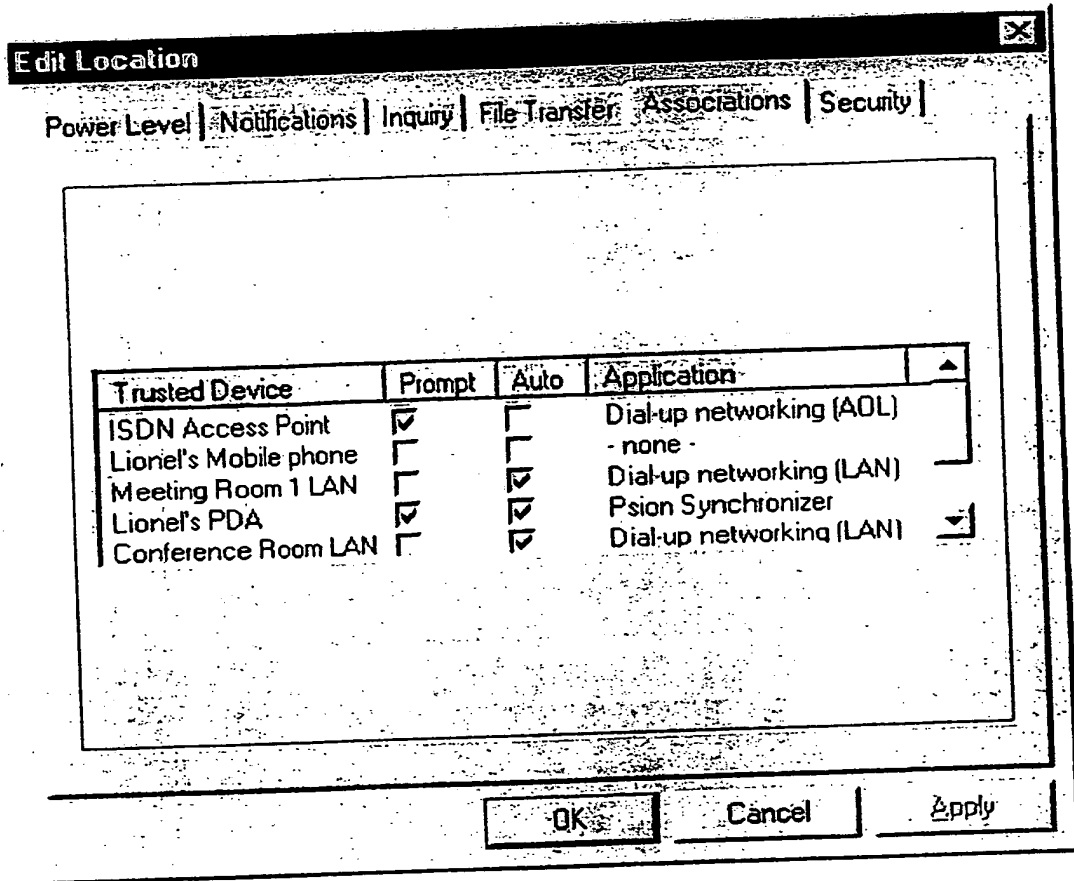 Edit Location
Power Level Notifications Inquiry File Transfer Associations Security
Trusted Device Prompt Auto Application
ISDN Access Point Dial-up networking (AOL)
Lionel's Mobile phone - none -
Meeting Room 1 LAN Dial-up networking (LAN)
Lionel's PDA Psion Synchronizer
Conference Room LAN Dial-up networking (LAN)
OK Cancel Apply